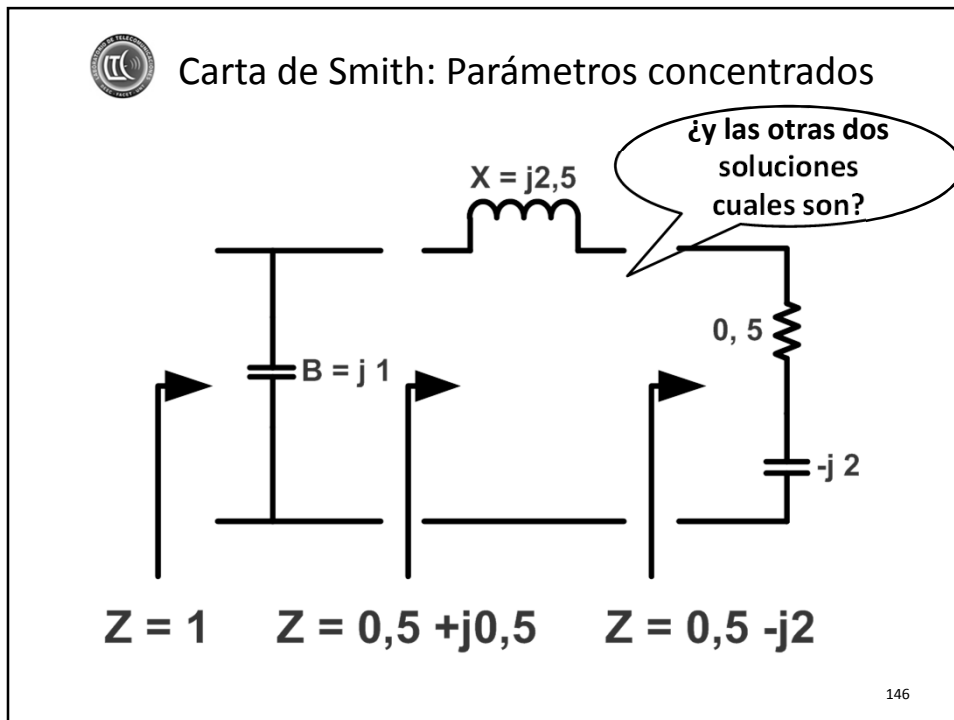 Carta de Smith: Parámetros concentrados
¿y las otras dos
soluciones
cuales son?
X = j2,5
0, 5
B = j 1
-j 2
Z = 1
Z = 0,5 +j0,5
Z = 0,5 -j2
146